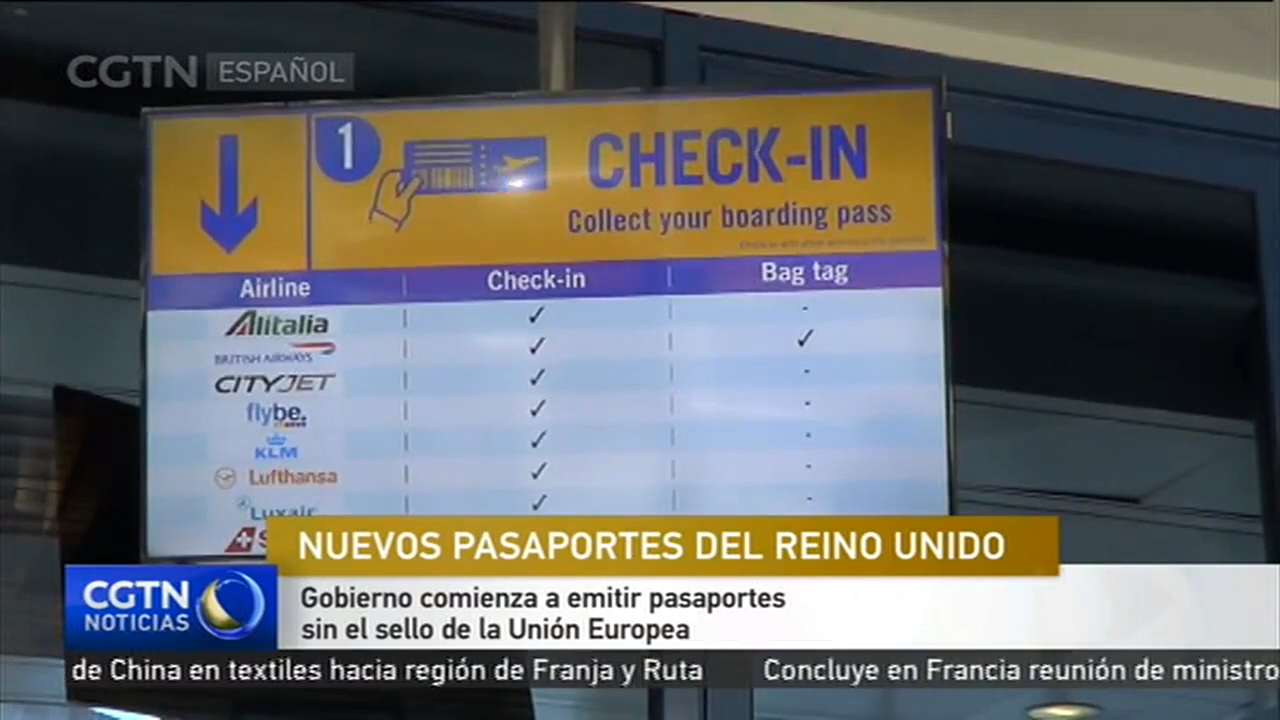 CGTN ESPAÑOL
1
CHECK-IN
Collect your boarding pass
Airline Check-in Bag tag
Alitalia ✓ -
BRITISH AIRWAYS ✓ ✓
CITYJET ✓ -
flybe. ✓ -
KLM ✓ -
Lufthansa ✓ -
Luxair ✓ -
NUEVOS PASAPORTES DEL REINO UNIDO
CGTN
NOTICIAS
Gobierno comienza a emitir pasaportes
sin el sello de la Unión Europea
de China en textiles hacia región de Franja y Ruta Concluye en Francia reunión de ministro